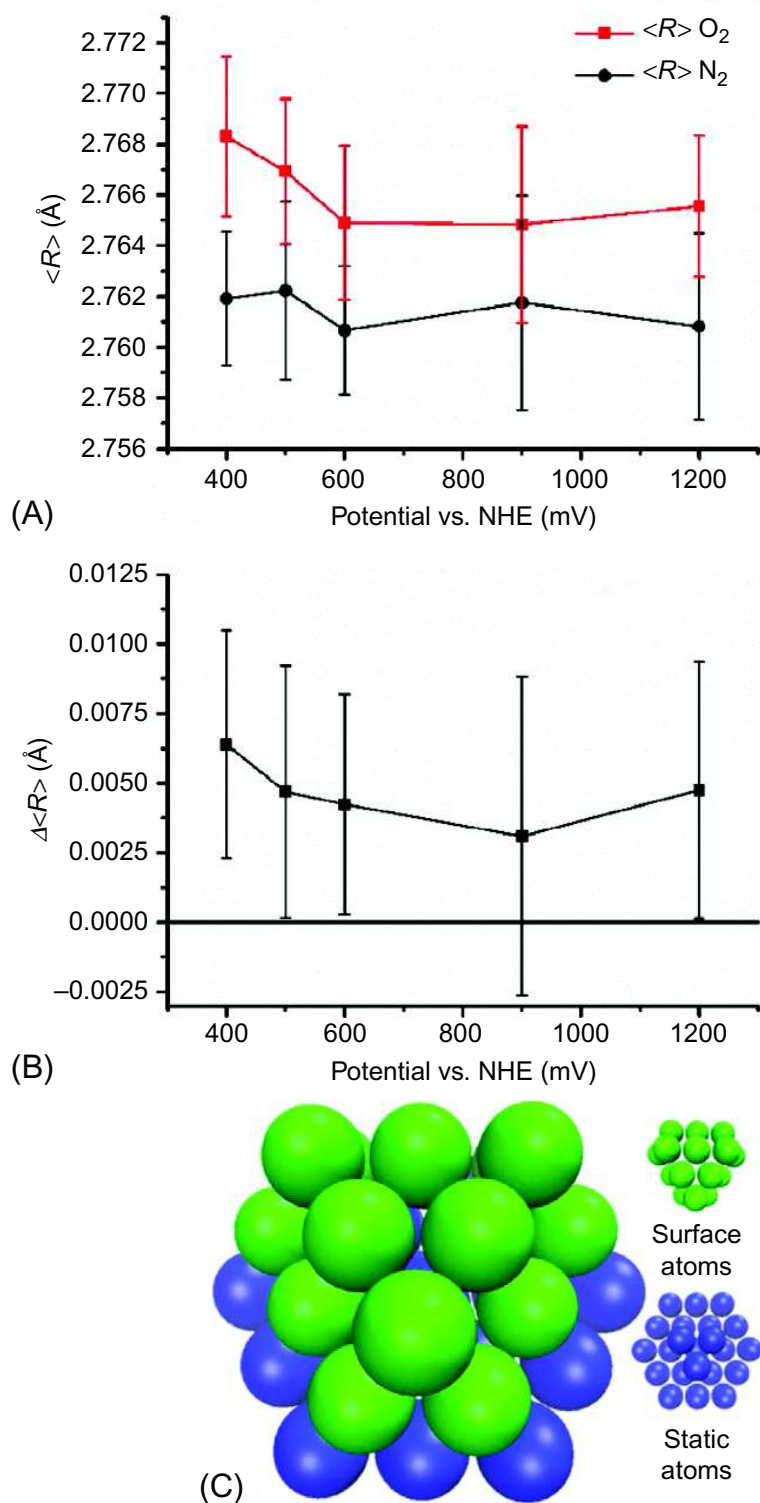 <R> O₂
<R> N₂
2.772
2.770
2.768
2.766
2.764
2.762
2.760
2.758
2.756
<R> (Å)
400 600 800 1000 1200
Potential vs. NHE (mV)
(A)
0.0125
0.0100
0.0075
0.0050
0.0025
0.0000
–0.0025
Δ<R> (Å)
400 600 800 1000 1200
Potential vs. NHE (mV)
(B)
Surface
atoms
Static
atoms
(C)